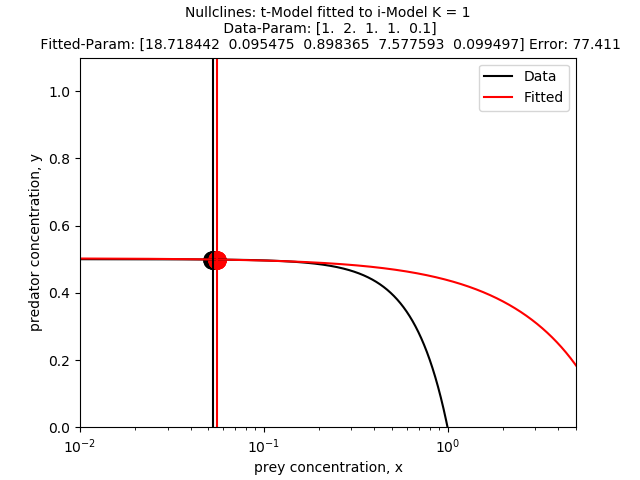 Nullclines: t-Model fitted to i-Model K = 1
Data-Param: [1. 2. 1. 1. 0.1]
Fitted-Param: [18.718442 0.095475 0.898365 7.577593 0.099497] Error: 77.411
Data
Fitted
predator concentration, y
1.0
0.8
0.6
0.4
0.2
0.0
10⁻² 10⁻¹ 10⁰
prey concentration, x